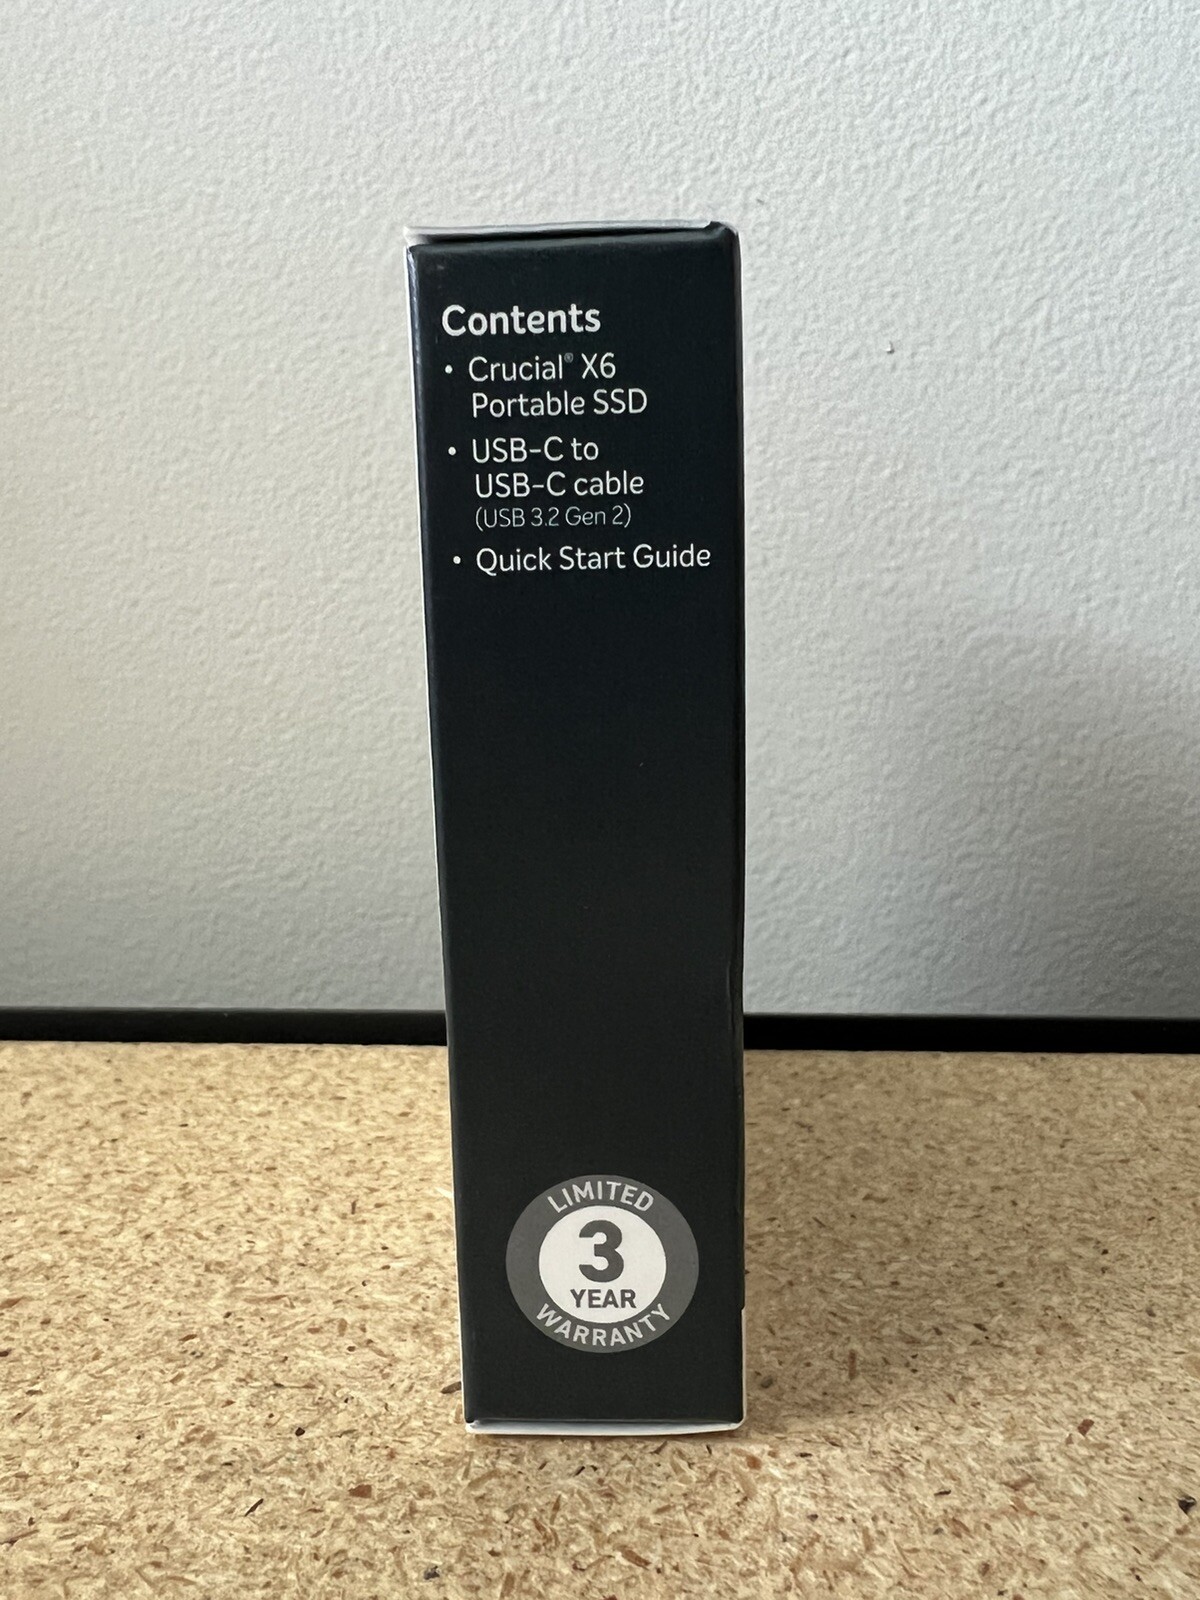 Contents
• Crucial® X6
Portable SSD
• USB-C to
USB-C cable
(USB 3.2 Gen 2)
• Quick Start Guide
LIMITED
3
YEAR
WARRANTY